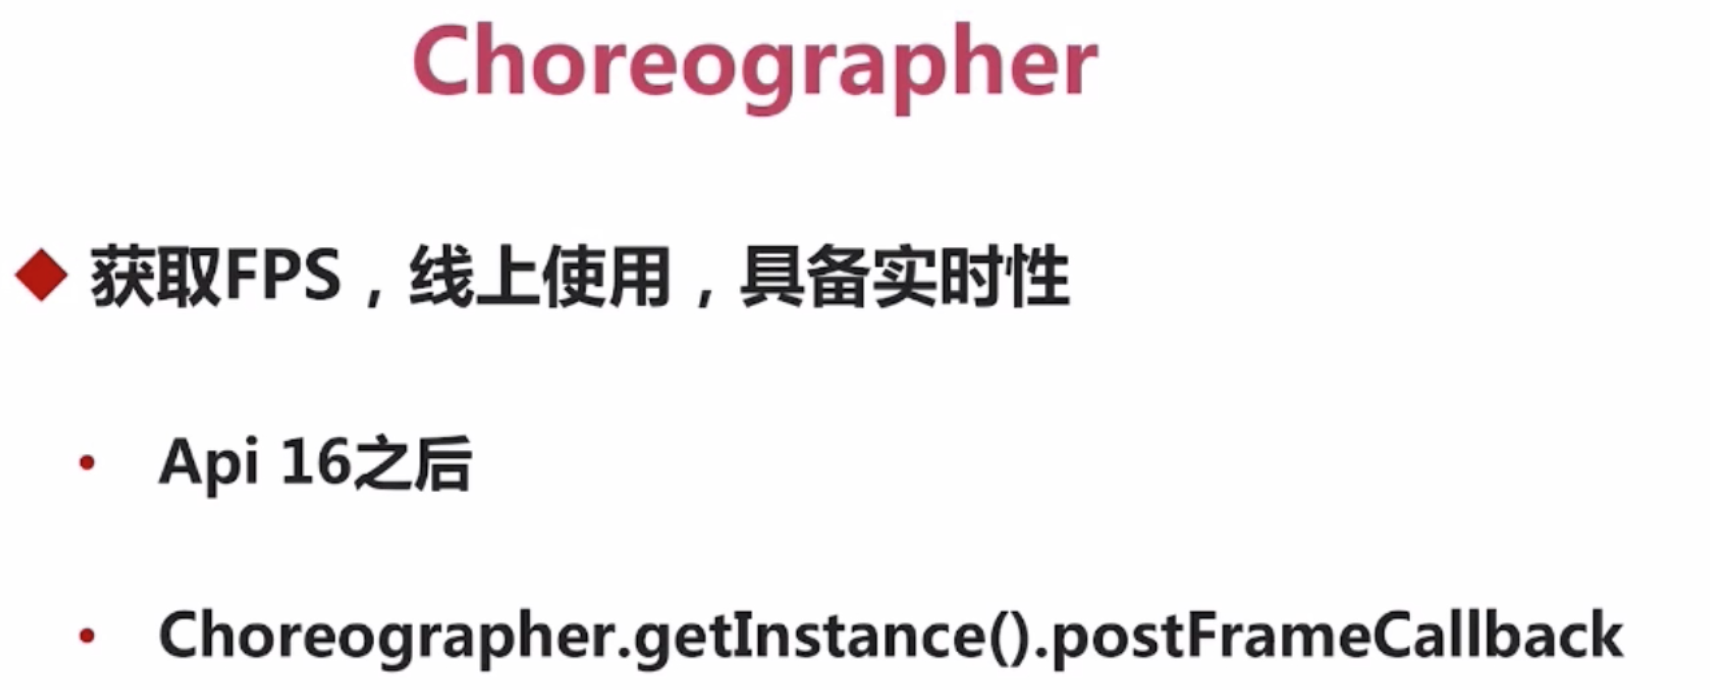 Choreographer
获取FPS，线上使用，具备实时性
Api 16之后
Choreographer.getInstance().postFrameCallback